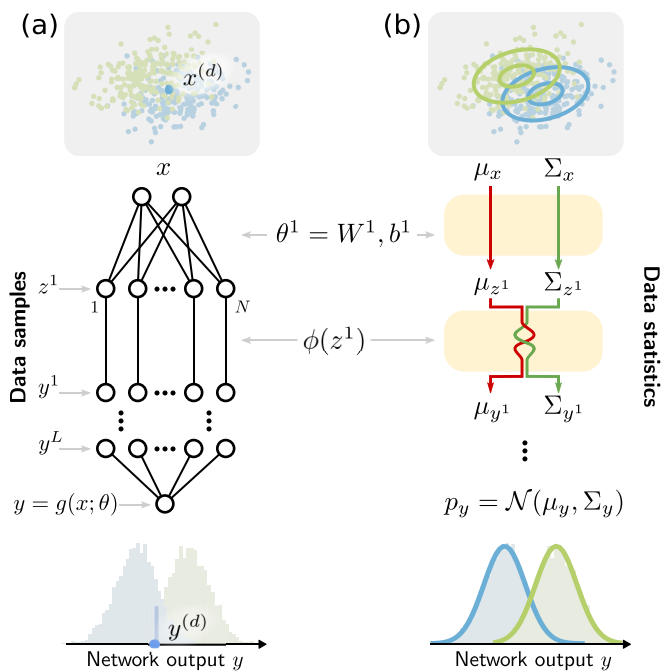 (a)
(b)
x^{(d)}
x
μ_x Σ_x
θ^1 = W^1, b^1
z^1
1
N
μ_{z^1} Σ_{z^1}
Data samples
Data statistics
ϕ(z^1)
y^1
μ_{y^1} Σ_{y^1}
y^L
y = g(x; θ)
p_y = 𝒩(μ_y, Σ_y)
y^{(d)}
Network output y
Network output y